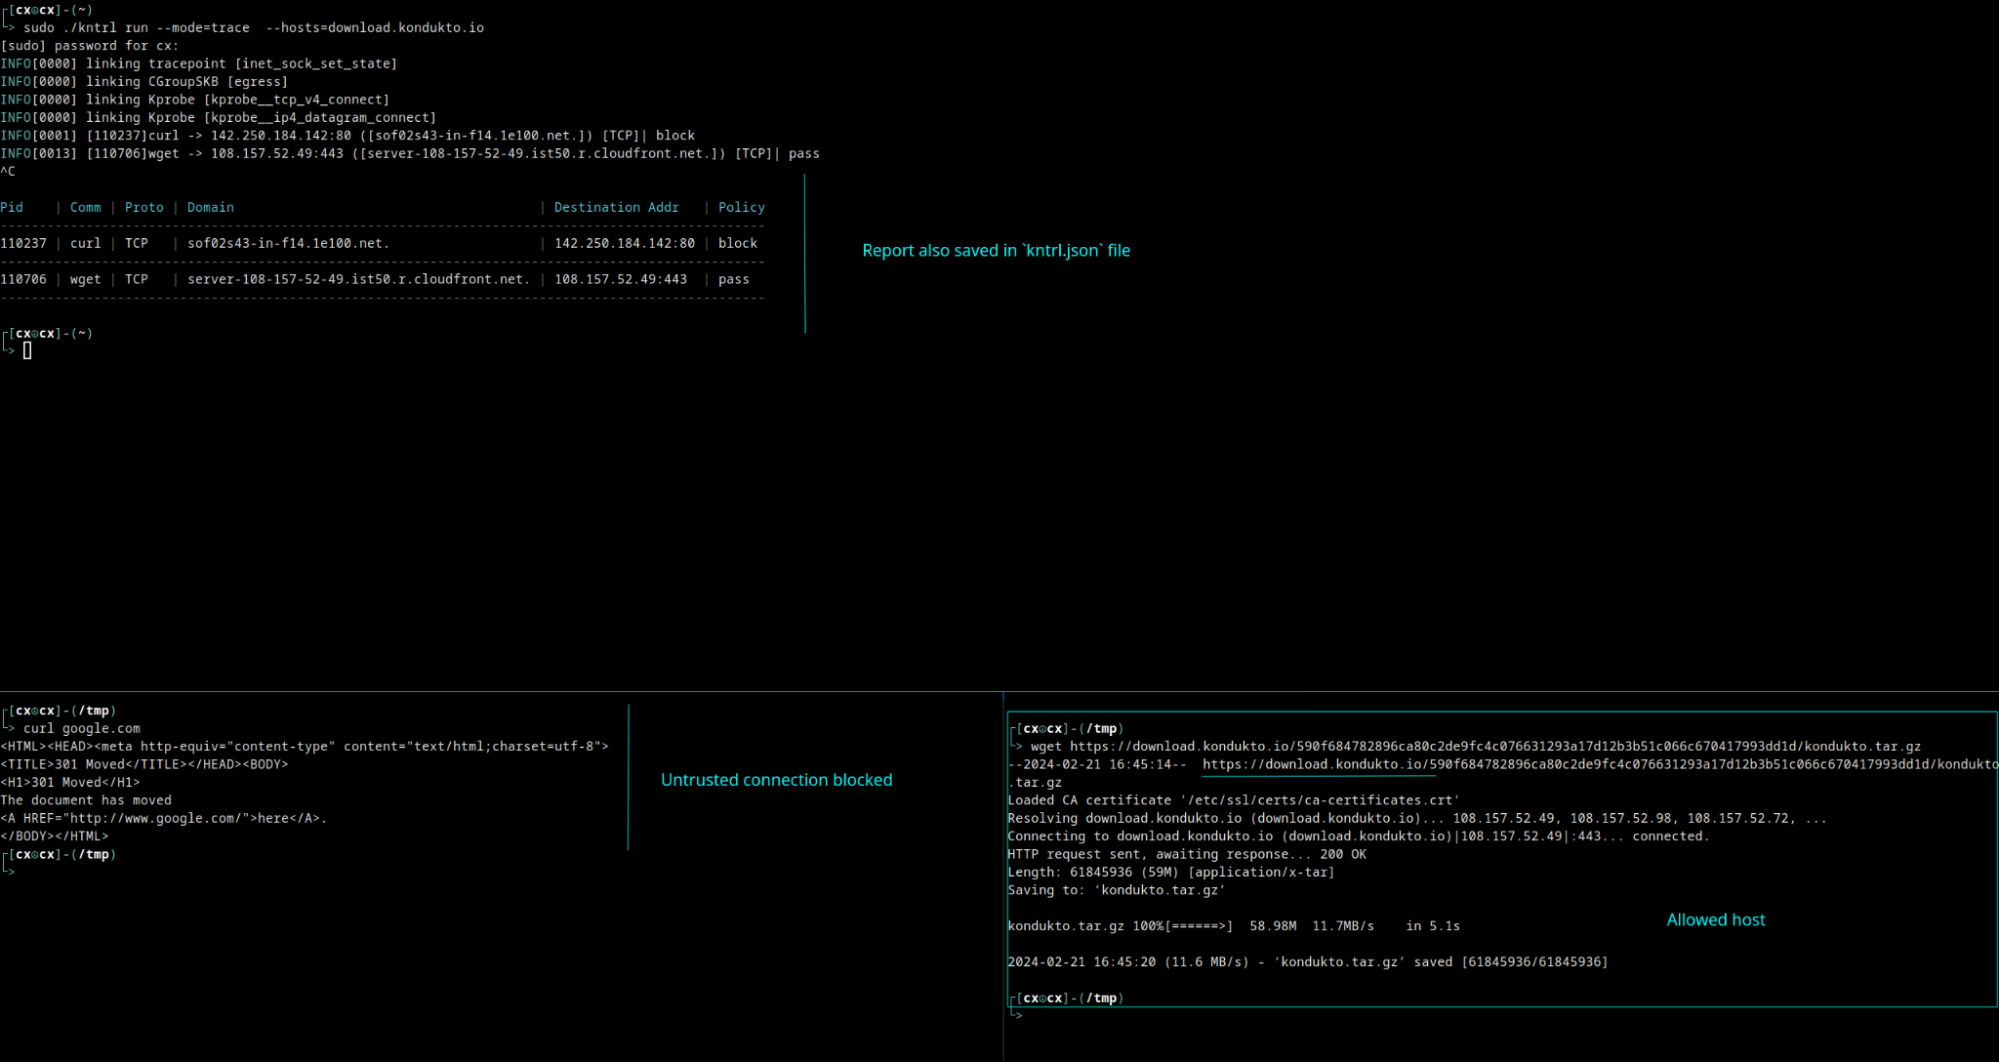 [cx☮cx]-(~)
> sudo ./kntrl run --mode=trace  --hosts=download.kondukto.io
[sudo] password for cx:
INFO[0000] linking tracepoint [inet_sock_set_state]
INFO[0000] linking CGroupSKB [egress]
INFO[0000] linking Kprobe [kprobe__tcp_v4_connect]
INFO[0000] linking Kprobe [kprobe__ip4_datagram_connect]
INFO[0001] [110237]curl -> 142.250.184.142:80 ([sof02s43-in-f14.1e100.net.]) [TCP]| block
INFO[0013] [110706]wget -> 108.157.52.49:443 ([server-108-157-52-49.ist50.r.cloudfront.net.]) [TCP]| pass
^C
Pid | Comm | Proto | Domain | Destination Addr | Policy
110237 | curl | TCP | sof02s43-in-f14.1e100.net. | 142.250.184.142:80 | block
110706 | wget | TCP | server-108-157-52-49.ist50.r.cloudfront.net. | 108.157.52.49:443 | pass
Report also saved in `kntrl.json` file
[cx☮cx]-(~)
>
[cx☮cx]-(/tmp)
> curl google.com
<HTML><HEAD><meta http-equiv="content-type" content="text/html;charset=utf-8">
<TITLE>301 Moved</TITLE></HEAD><BODY>
<H1>301 Moved</H1>
The document has moved
<A HREF="http://www.google.com/">here</A>.
</BODY></HTML>
[cx☮cx]-(/tmp)
>
Untrusted connection blocked
[cx☮cx]-(/tmp)
> wget https://download.kondukto.io/590f684782896ca80c2de9fc4c076631293a17d12b3b51c066c670417993dd1d/kondukto.tar.gz
--2024-02-21 16:45:14--  https://download.kondukto.io/590f684782896ca80c2de9fc4c076631293a17d12b3b51c066c670417993dd1d/kondukto
.tar.gz
Loaded CA certificate '/etc/ssl/certs/ca-certificates.crt'
Resolving download.kondukto.io (download.kondukto.io)... 108.157.52.49, 108.157.52.98, 108.157.52.72, ...
Connecting to download.kondukto.io (download.kondukto.io)|108.157.52.49|:443... connected.
HTTP request sent, awaiting response... 200 OK
Length: 61845936 (59M) [application/x-tar]
Saving to: ‘kondukto.tar.gz’
kondukto.tar.gz 100%[======>]  58.98M  11.7MB/s    in 5.1s
Allowed host
2024-02-21 16:45:20 (11.6 MB/s) - ‘kondukto.tar.gz’ saved [61845936/61845936]
[cx☮cx]-(/tmp)
>